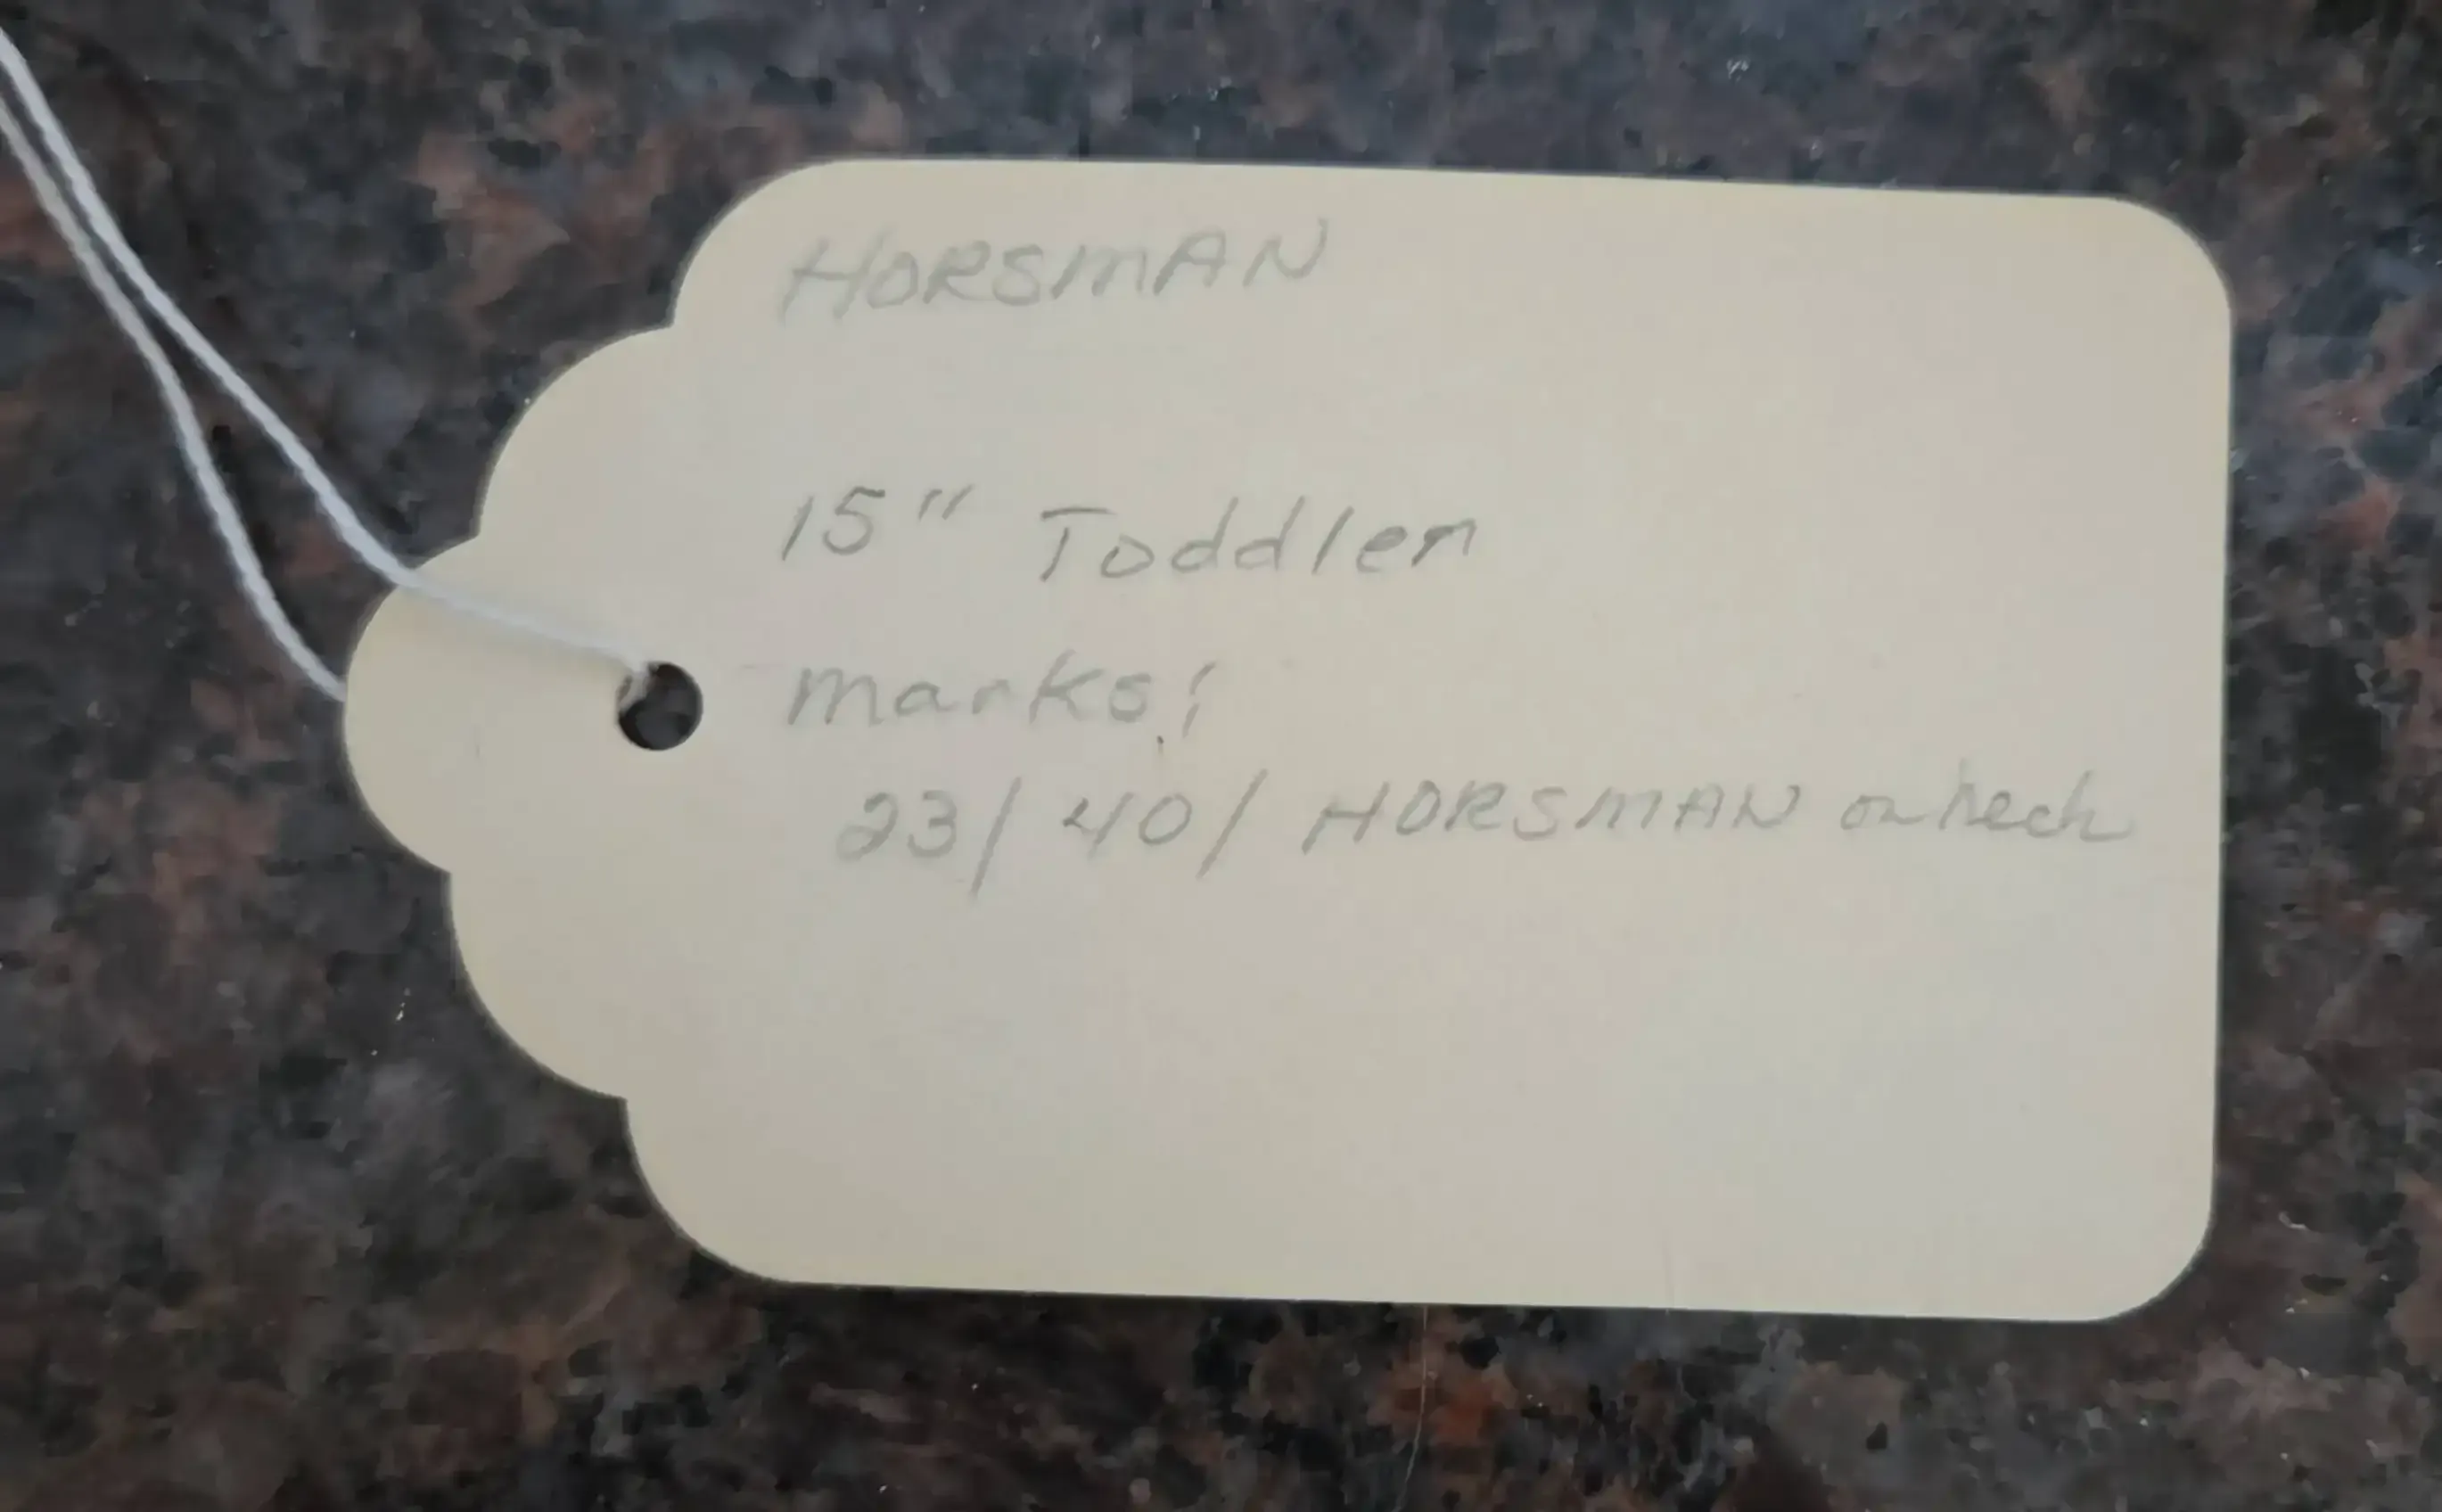 HORSMAN
15" Toddler
marks:
23/ 40/ HORSMAN on neck